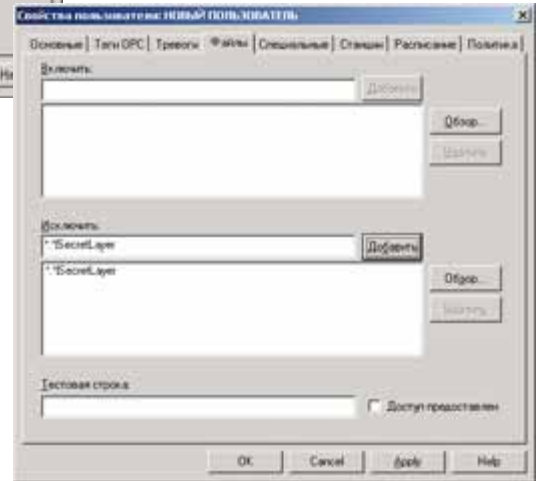 Свойства пользователя: НОВЫЙ ПОЛЬЗОВАТЕЛЬ
Основные Таги OPC Тревоги Файлы Специальные Станции Расписание Политика
Включить:
Добавить
Обзор...
Удалить
Исключить:
*.*\SecretLayer
Добавить
*.*\SecretLayer
Обзор...
Удалить
Тестовая строка:
Доступ предоставлен
OK Cancel Apply Help